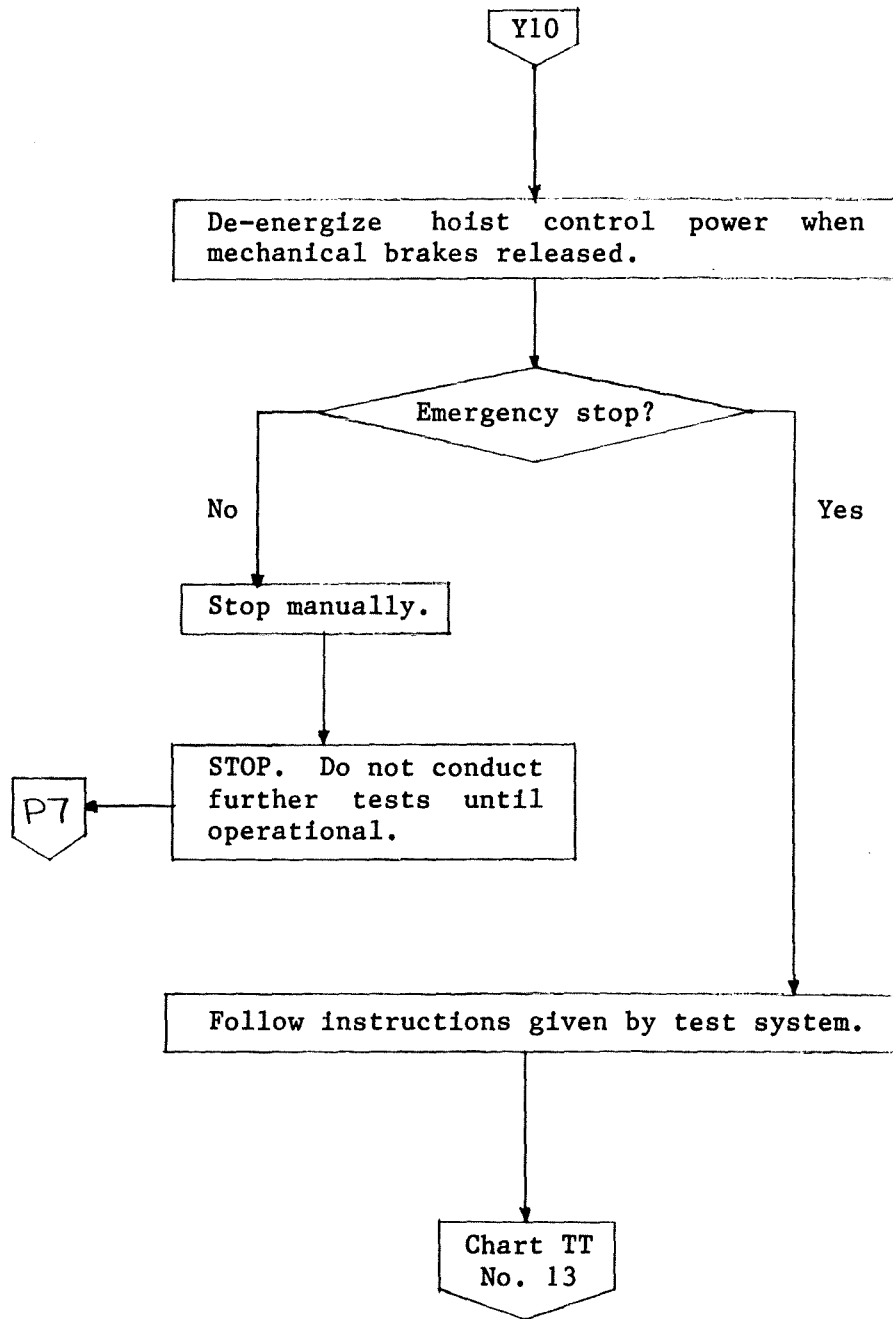 Y10
De-energize hoist control power when
mechanical brakes released.
Emergency stop?
No
Yes
Stop manually.
STOP. Do not conduct
further tests until
operational.
P7
Follow instructions given by test system.
Chart TT
No. 13